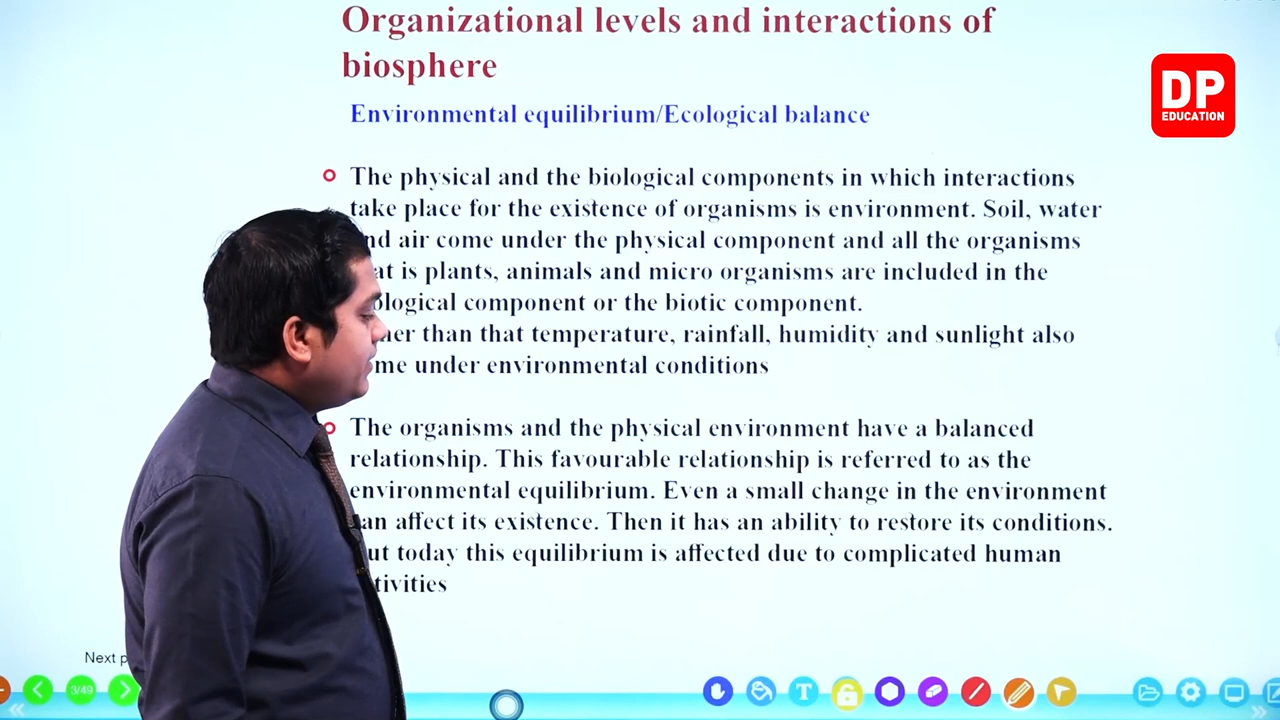 Organizational levels and interactions of
biosphere
DP
EDUCATION
Environmental equilibrium/Ecological balance
The physical and the biological components in which interactions
take place for the existence of organisms is environment. Soil, water
air come under the physical component and all the organisms
is plants, animals and micro organisms are included in the
component or the biotic component.
than that temperature, rainfall, humidity and sunlight also
under environmental conditions
The organisms and the physical environment have a balanced
relationship. This favourable relationship is referred to as the
environmental equilibrium. Even a small change in the environment
can affect its existence. Then it has an ability to restore its conditions.
today this equilibrium is affected due to complicated human
Next
3/49